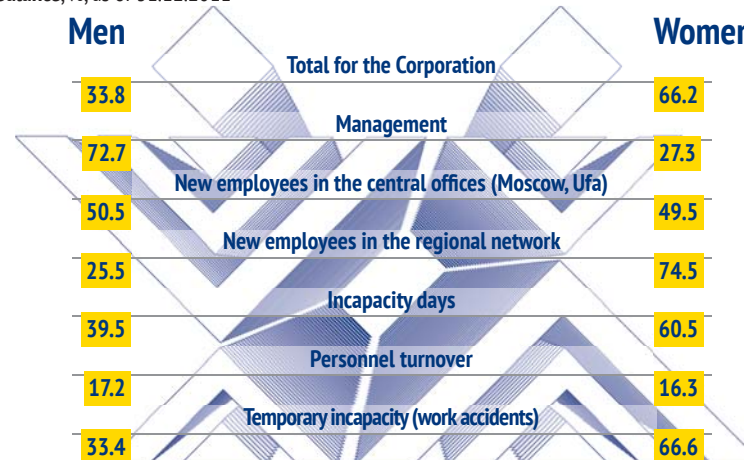 Men Women
Total for the Corporation
33.8 66.2
Management
72.7 27.3
New employees in the central offices (Moscow, Ufa)
50.5 49.5
New employees in the regional network
25.5 74.5
Incapacity days
39.5 60.5
Personnel turnover
17.2 16.3
Temporary incapacity (work accidents)
33.4 66.6